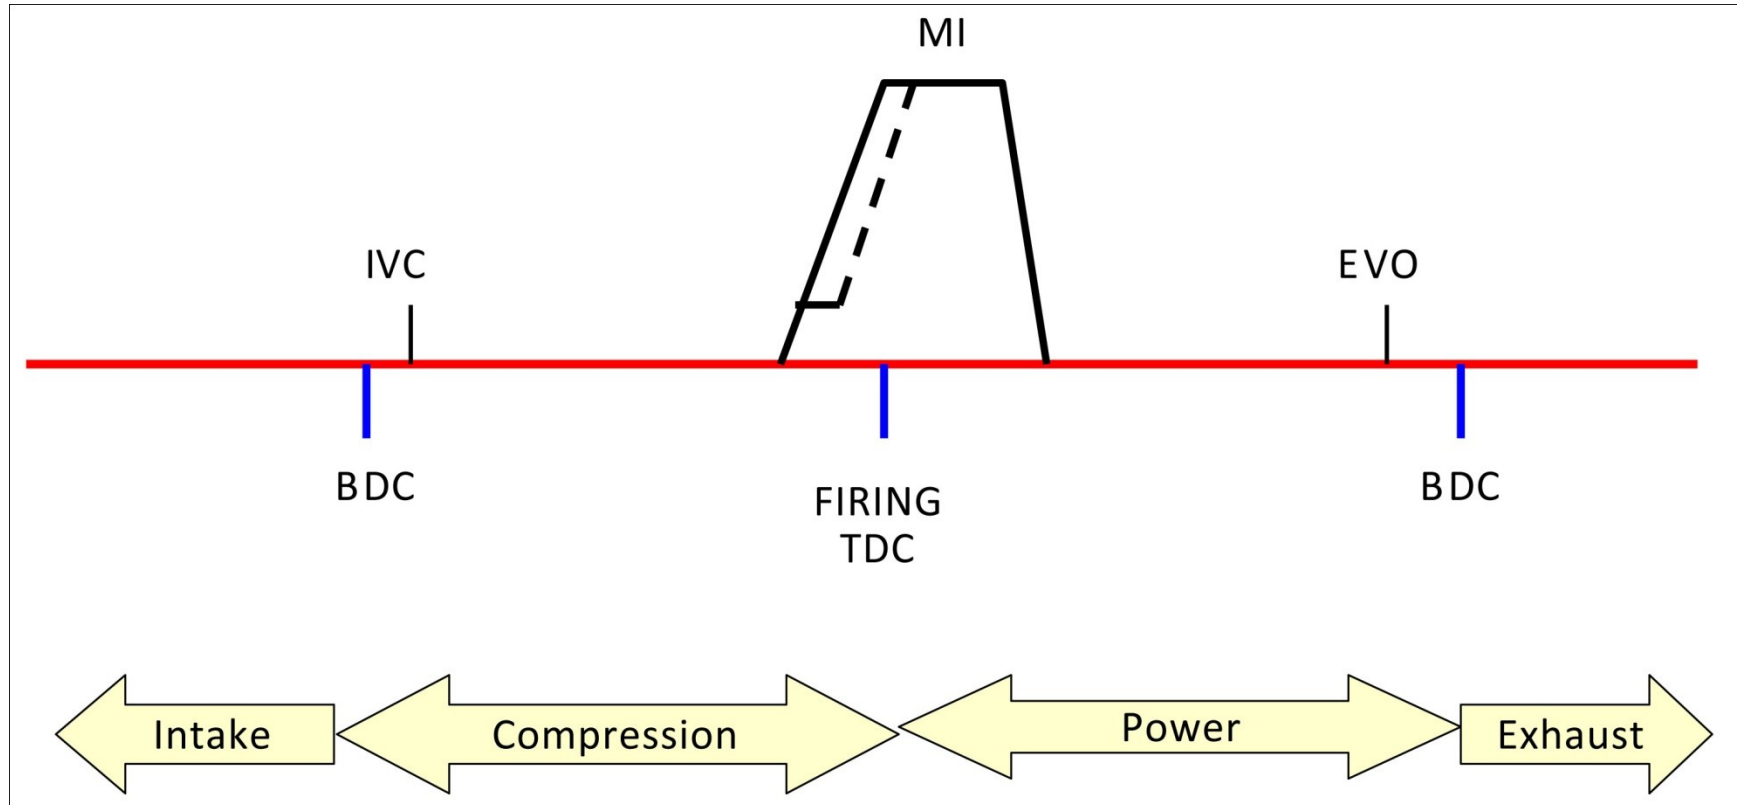 MI
IVC
EVO
BDC
FIRING
TDC
BDC
Intake
Compression
Power
Exhaust